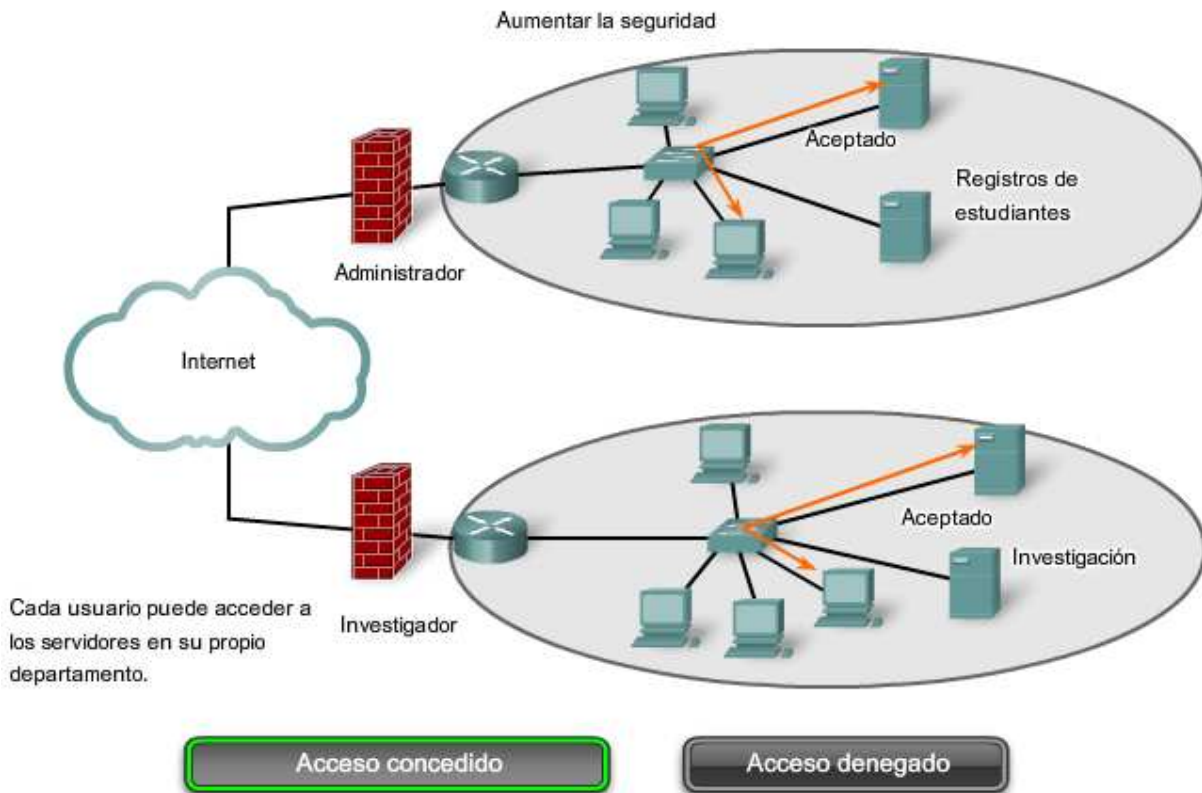 Aumentar la seguridad
Aceptado
Registros de
estudiantes
Administrador
Internet
Aceptado
Investigación
Investigador
Cada usuario puede acceder a
los servidores en su propio
departamento.
Acceso concedido
Acceso denegado